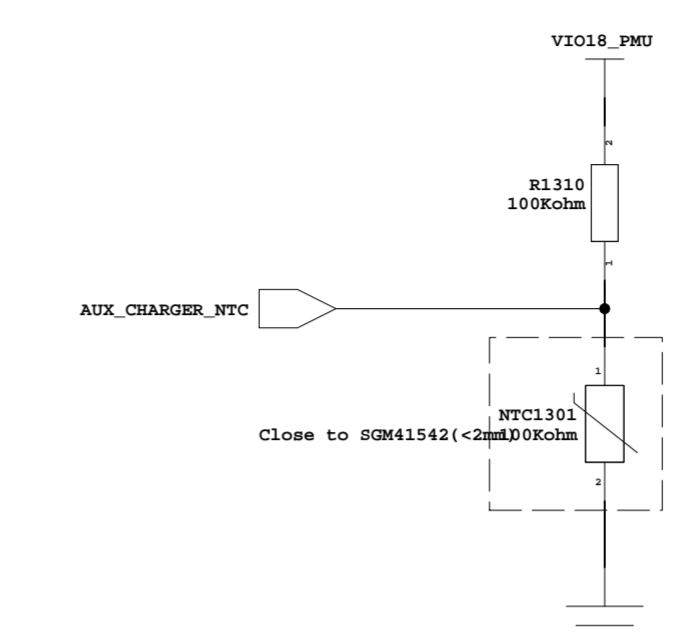 VIO18_PMU
2
R1310
100Kohm
1
AUX_CHARGER_NTC
1
NTC1301
Close to SGM41542(<2mm)
100Kohm
2